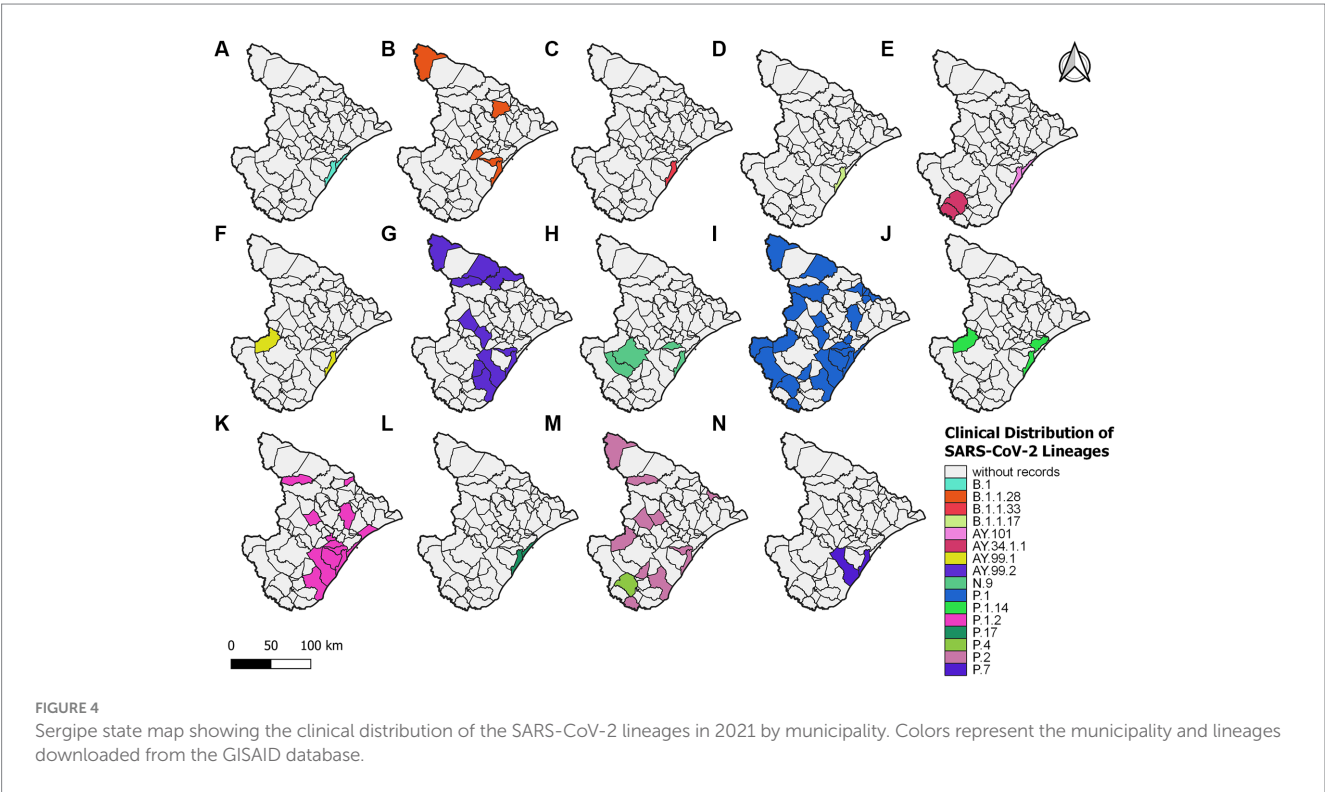 A B C D E
F G H I J
K L M N
Clinical Distribution of
SARS-CoV-2 Lineages
without records
B.1
B.1.1.28
B.1.1.33
B.1.1.17
AY.101
AY.34.1.1
AY.99.1
AY.99.2
N.9
P.1
P.1.14
P.1.2
P.17
P.4
P.2
P.7
0 50 100 km
FIGURE 4
Sergipe state map showing the clinical distribution of the SARS-CoV-2 lineages in 2021 by municipality. Colors represent the municipality and lineages
downloaded from the GISAID database.